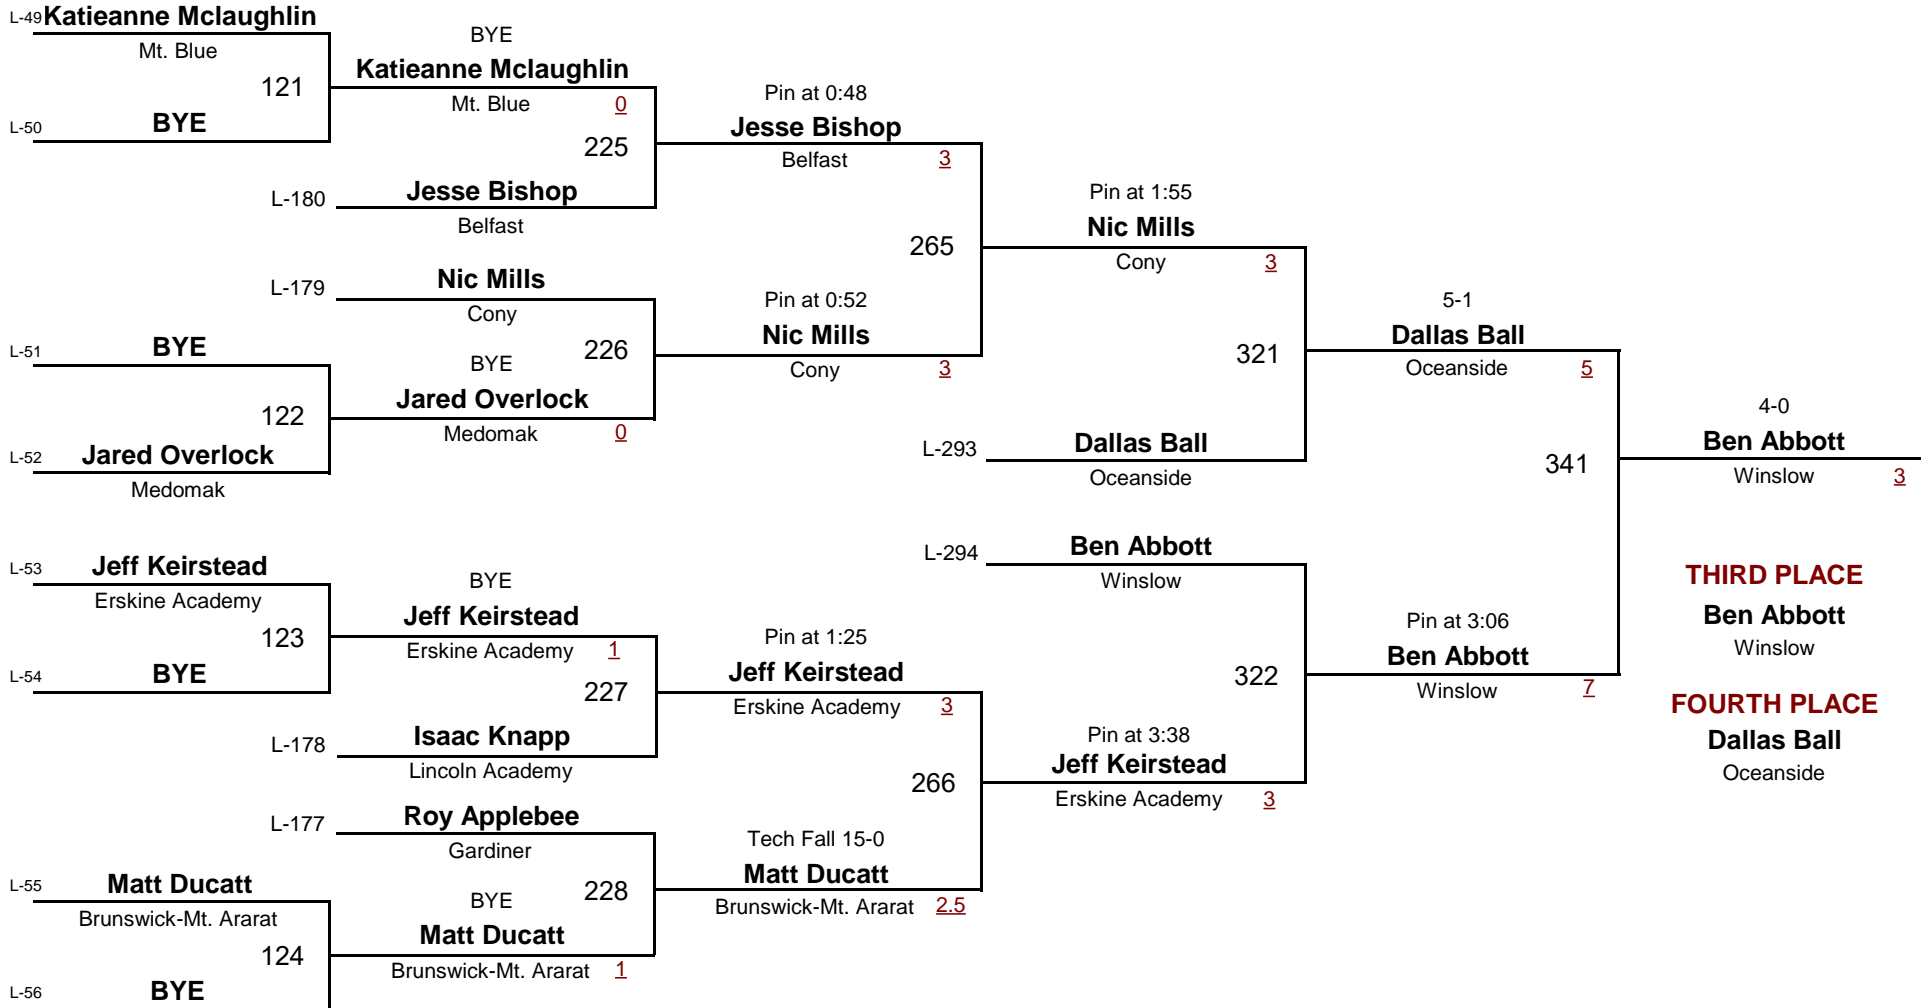 L-49 Katieanne Mclaughlin
Mt. Blue
121
L-50 BYE
BYE
Katieanne Mclaughlin
Mt. Blue 0
225
L-180 Jesse Bishop
Belfast
Pin at 0:48
Jesse Bishop
Belfast 3
265
L-179 Nic Mills
Cony
226
L-51 BYE
122
L-52 Jared Overlock
Medomak
BYE
Jared Overlock
Medomak 0
Pin at 0:52
Nic Mills
Cony 3
Pin at 1:55
Nic Mills
Cony 3
321
L-293 Dallas Ball
Oceanside
5-1
Dallas Ball
Oceanside 5
341
4-0
Ben Abbott
Winslow 3
L-53 Jeff Keirstead
Erskine Academy
123
L-54 BYE
BYE
Jeff Keirstead
Erskine Academy 1
227
L-178 Isaac Knapp
Lincoln Academy
Pin at 1:25
Jeff Keirstead
Erskine Academy 3
266
L-177 Roy Applebee
Gardiner
228
L-55 Matt Ducatt
Brunswick-Mt. Ararat
124
L-56 BYE
BYE
Matt Ducatt
Brunswick-Mt. Ararat 1
Tech Fall 15-0
Matt Ducatt
Brunswick-Mt. Ararat 2.5
L-294 Ben Abbott
Winslow
322
Pin at 3:38
Jeff Keirstead
Erskine Academy 3
Pin at 3:06
Ben Abbott
Winslow 7
THIRD PLACE
Ben Abbott
Winslow
FOURTH PLACE
Dallas Ball
Oceanside